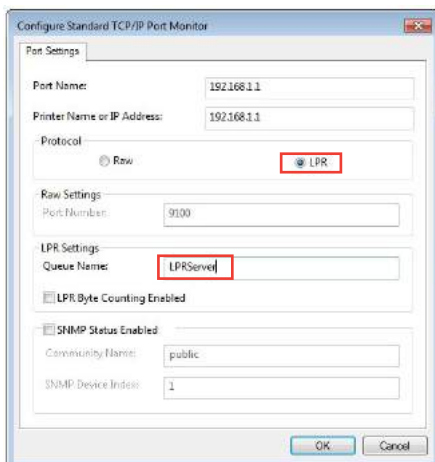 Configure Standard TCP/IP Port Monitor
Port Settings
Port Name: 192.168.1.1
Printer Name or IP Address: 192.168.1.1
Protocol
Raw LPR
Raw Settings
Port Number: 9100
LPR Settings
Queue Name: LPRServer
LPR Byte Counting Enabled
SNMP Status Enabled
Community Name: public
SNMP Device Index: 1
OK Cancel